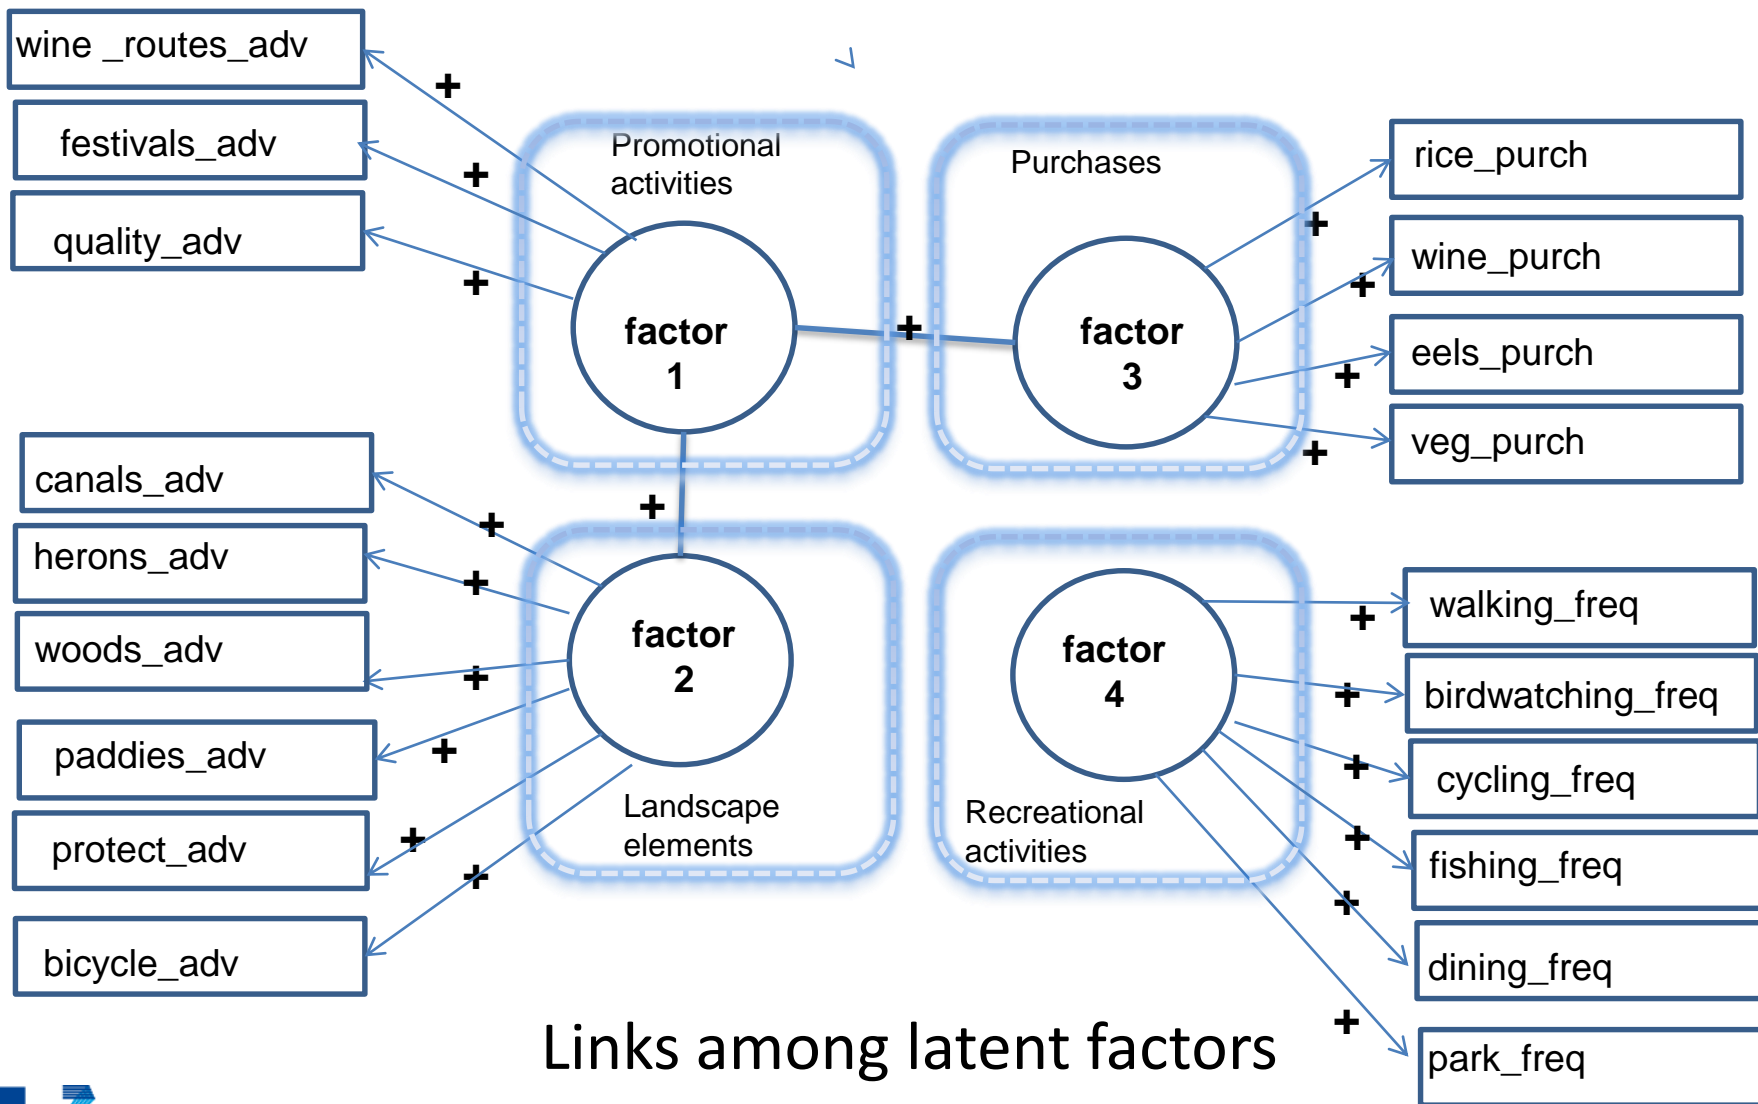 wine _routes_adv
festivals_adv
quality_adv
+
+
+
Promotional
activities
factor
1
+
Purchases
factor
3
+
+
+
+
rice_purch
wine_purch
eels_purch
veg_purch
+
canals_adv
herons_adv
woods_adv
paddies_adv
protect_adv
bicycle_adv
+
+
+
+
+
+
factor
2
Landscape
elements
factor
4
Recreational
activities
+
+
+
+
+
+
walking_freq
birdwatching_freq
cycling_freq
fishing_freq
dining_freq
park_freq
Links among latent factors